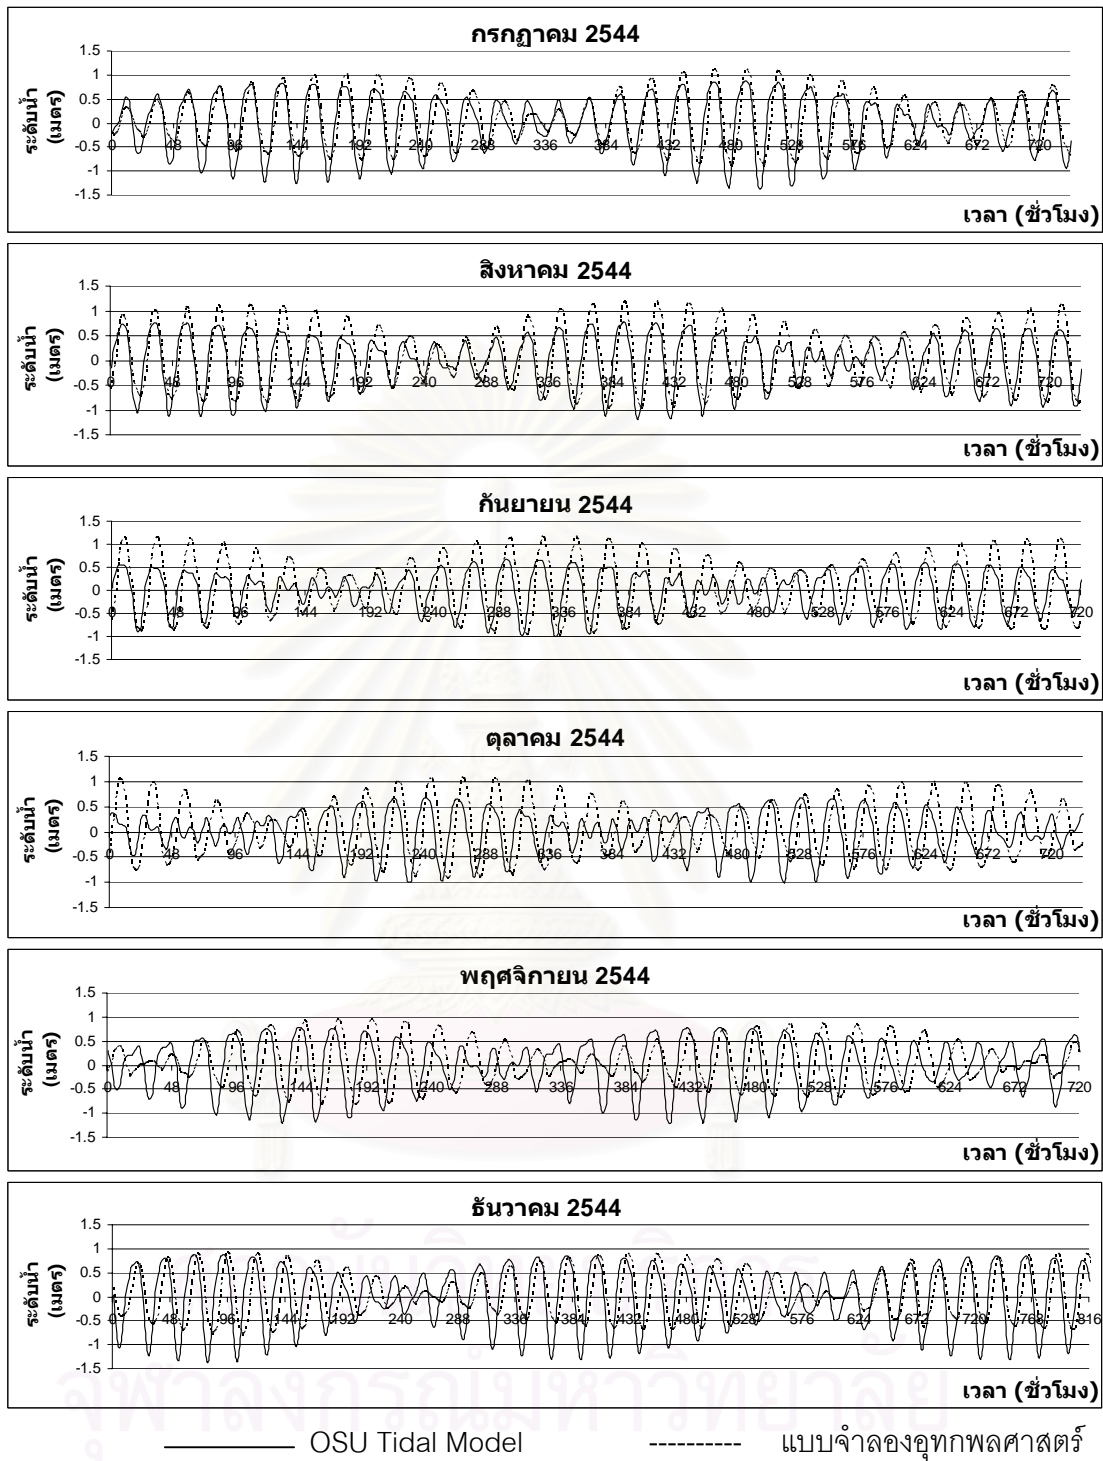 กรกฎาคม 2544
ระดับน้ำ
(เมตร)
1.5
1
0.5
0
-0.5
-1
-1.5
0 48 96 144 192 240 288 336 384 432 480 528 576 624 672 720
เวลา (ชั่วโมง)
สิงหาคม 2544
ระดับน้ำ
(เมตร)
1.5
1
0.5
0
-0.5
-1
-1.5
0 48 96 144 192 240 288 336 384 432 480 528 576 624 672 720
เวลา (ชั่วโมง)
กันยายน 2544
ระดับน้ำ
(เมตร)
1.5
1
0.5
0
-0.5
-1
-1.5
0 48 96 144 192 240 288 336 384 432 480 528 576 624 672 720
เวลา (ชั่วโมง)
ตุลาคม 2544
ระดับน้ำ
(เมตร)
1.5
1
0.5
0
-0.5
-1
-1.5
0 48 96 144 192 240 288 336 384 432 480 528 576 624 672 720
เวลา (ชั่วโมง)
พฤศจิกายน 2544
ระดับน้ำ
(เมตร)
1.5
1
0.5
0
-0.5
-1
-1.5
0 48 96 144 192 240 288 336 384 432 480 528 576 624 672 720
เวลา (ชั่วโมง)
ธันวาคม 2544
ระดับน้ำ
(เมตร)
1.5
1
0.5
0
-0.5
-1
-1.5
0 48 96 144 192 240 288 336 384 432 480 528 576 624 672 720 768 816
เวลา (ชั่วโมง)
จุฬาลงกรณ์มหาวิทยาลัย
OSU Tidal Model แบบจำลองอุทกพลศาสตร์